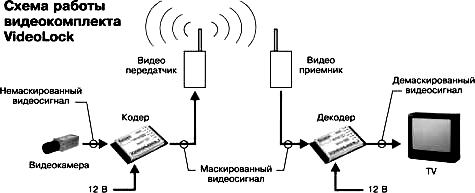 Схема работы
видеокомплекта
VideoLock
Видео
передатчик
Видео
приемник
Немаскированный
видеосигнал
Демаскированный
видеосигнал
Кодер
Декодер
Видеокамера
Маскированный
видеосигнал
TV
12 В
12 В